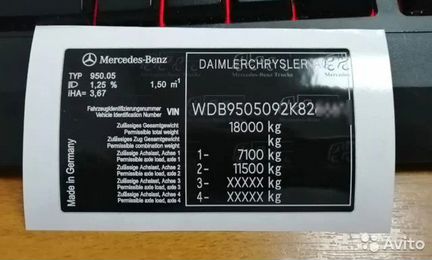 Mercedes-Benz
DAIMLERCHRYSLER A
TYP 950.05
1,25 % 1,50 m⁻¹
iHA= 3,67
Fahrzeugidentifizierungsnummer
Vehicle Identification Number
VIN WDB9505092K82
Zulässiges Gesamtgewicht
Permissible total weight
18000 kg
Zulässiges Zug Gesamtgewicht
Permissible combination weight
kg
Zulässige Achslast, Achse 1
Permissible axle load, axle 1
1- 7100 kg
Zulässige Achslast, Achse 2
Permissible axle load, axle 2
2- 11500 kg
Zulässige Achslast, Achse 3
Permissible axle load, axle 3
3- XXXXX kg
Zulässige Achslast, Achse 4
Permissible axle load, axle 4
4- XXXXX kg
Made in Germany
Avito